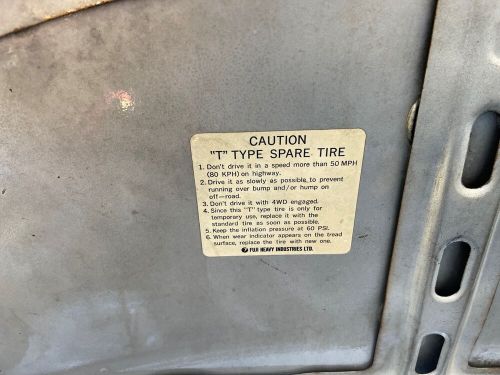 CAUTION
"T" TYPE SPARE TIRE
1. Don't drive it in a speed more than 50 MPH
(80 KPH) on highway.
2. Drive it as slowly as possible to prevent
running over bump and/or hump on
off-road.
3. Don't drive it with 4WD engaged.
4. Since this "T" type tire is only for
temporary use, replace it with the
standard tire as soon as possible.
5. Keep the inflation pressure at 60 PSI.
6. When wear indicator appears on the tread
surface, replace the tire with new one.
FUJI HEAVY INDUSTRIES LTD.